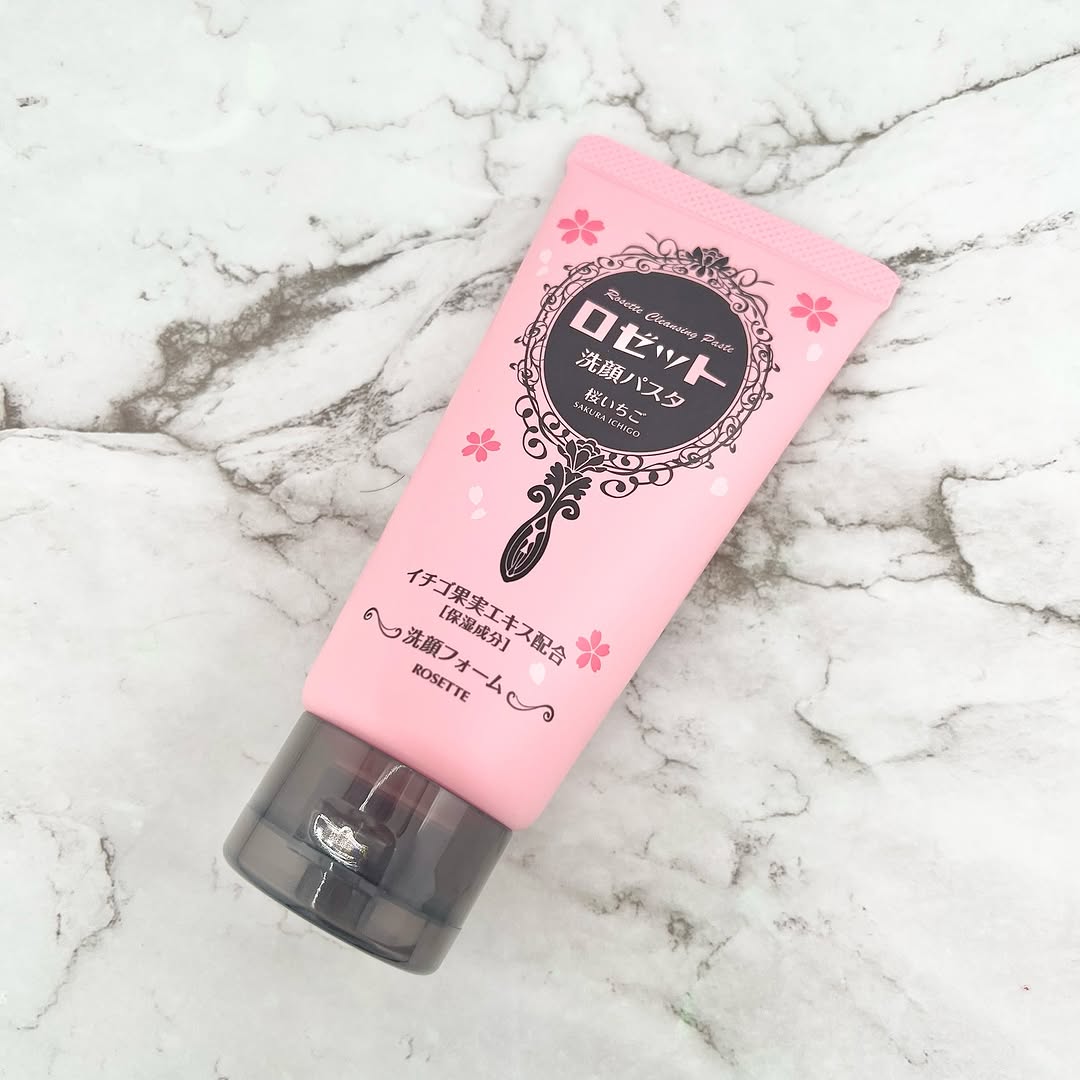 Rosette Cleansing Paste
ロゼット
洗顔パスタ
桜いちご
SAKURA ICHIGO
イチゴ果実エキス配合
[保湿成分]
洗顔フォーム
ROSETTE